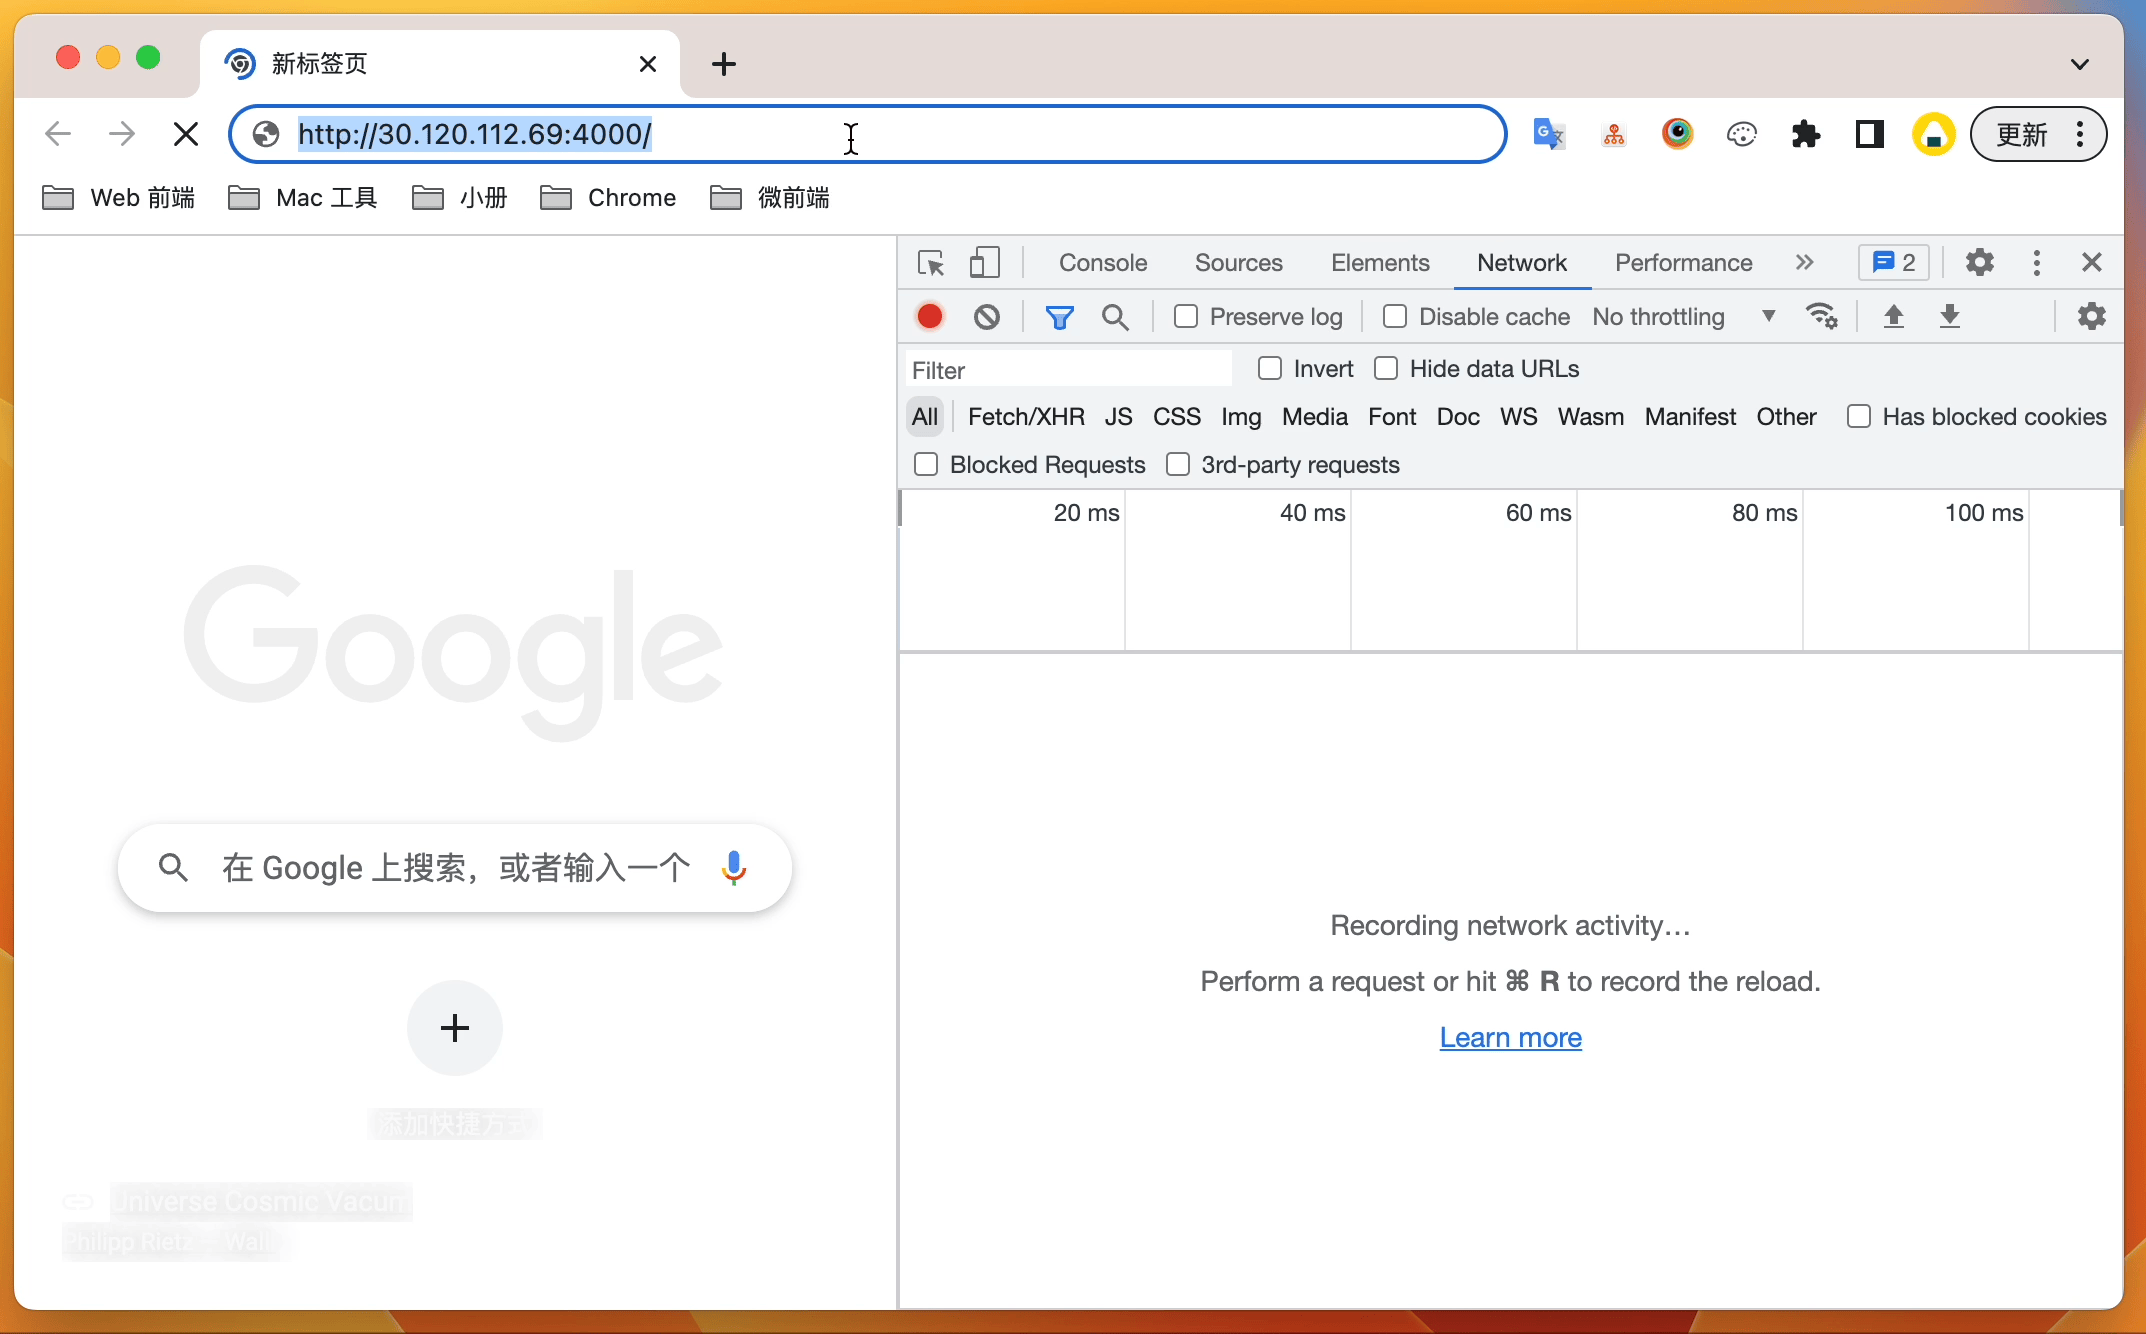 新标签页
http://30.120.112.69:4000/
更新
Web 前端 Mac 工具 小册 Chrome 微前端
Console Sources Elements Network Performance 2
Preserve log Disable cache No throttling
Filter Invert Hide data URLs
All Fetch/XHR JS CSS Img Media Font Doc WS Wasm Manifest Other Has blocked cookies
Blocked Requests 3rd-party requests
20 ms 40 ms 60 ms 80 ms 100 ms
Google
在 Google 上搜索，或者输入一个
添加快捷方式
Universe Cosmic Vacum
Philipp Rietz
Recording network activity…
Perform a request or hit ⌘ R to record the reload.
Learn more